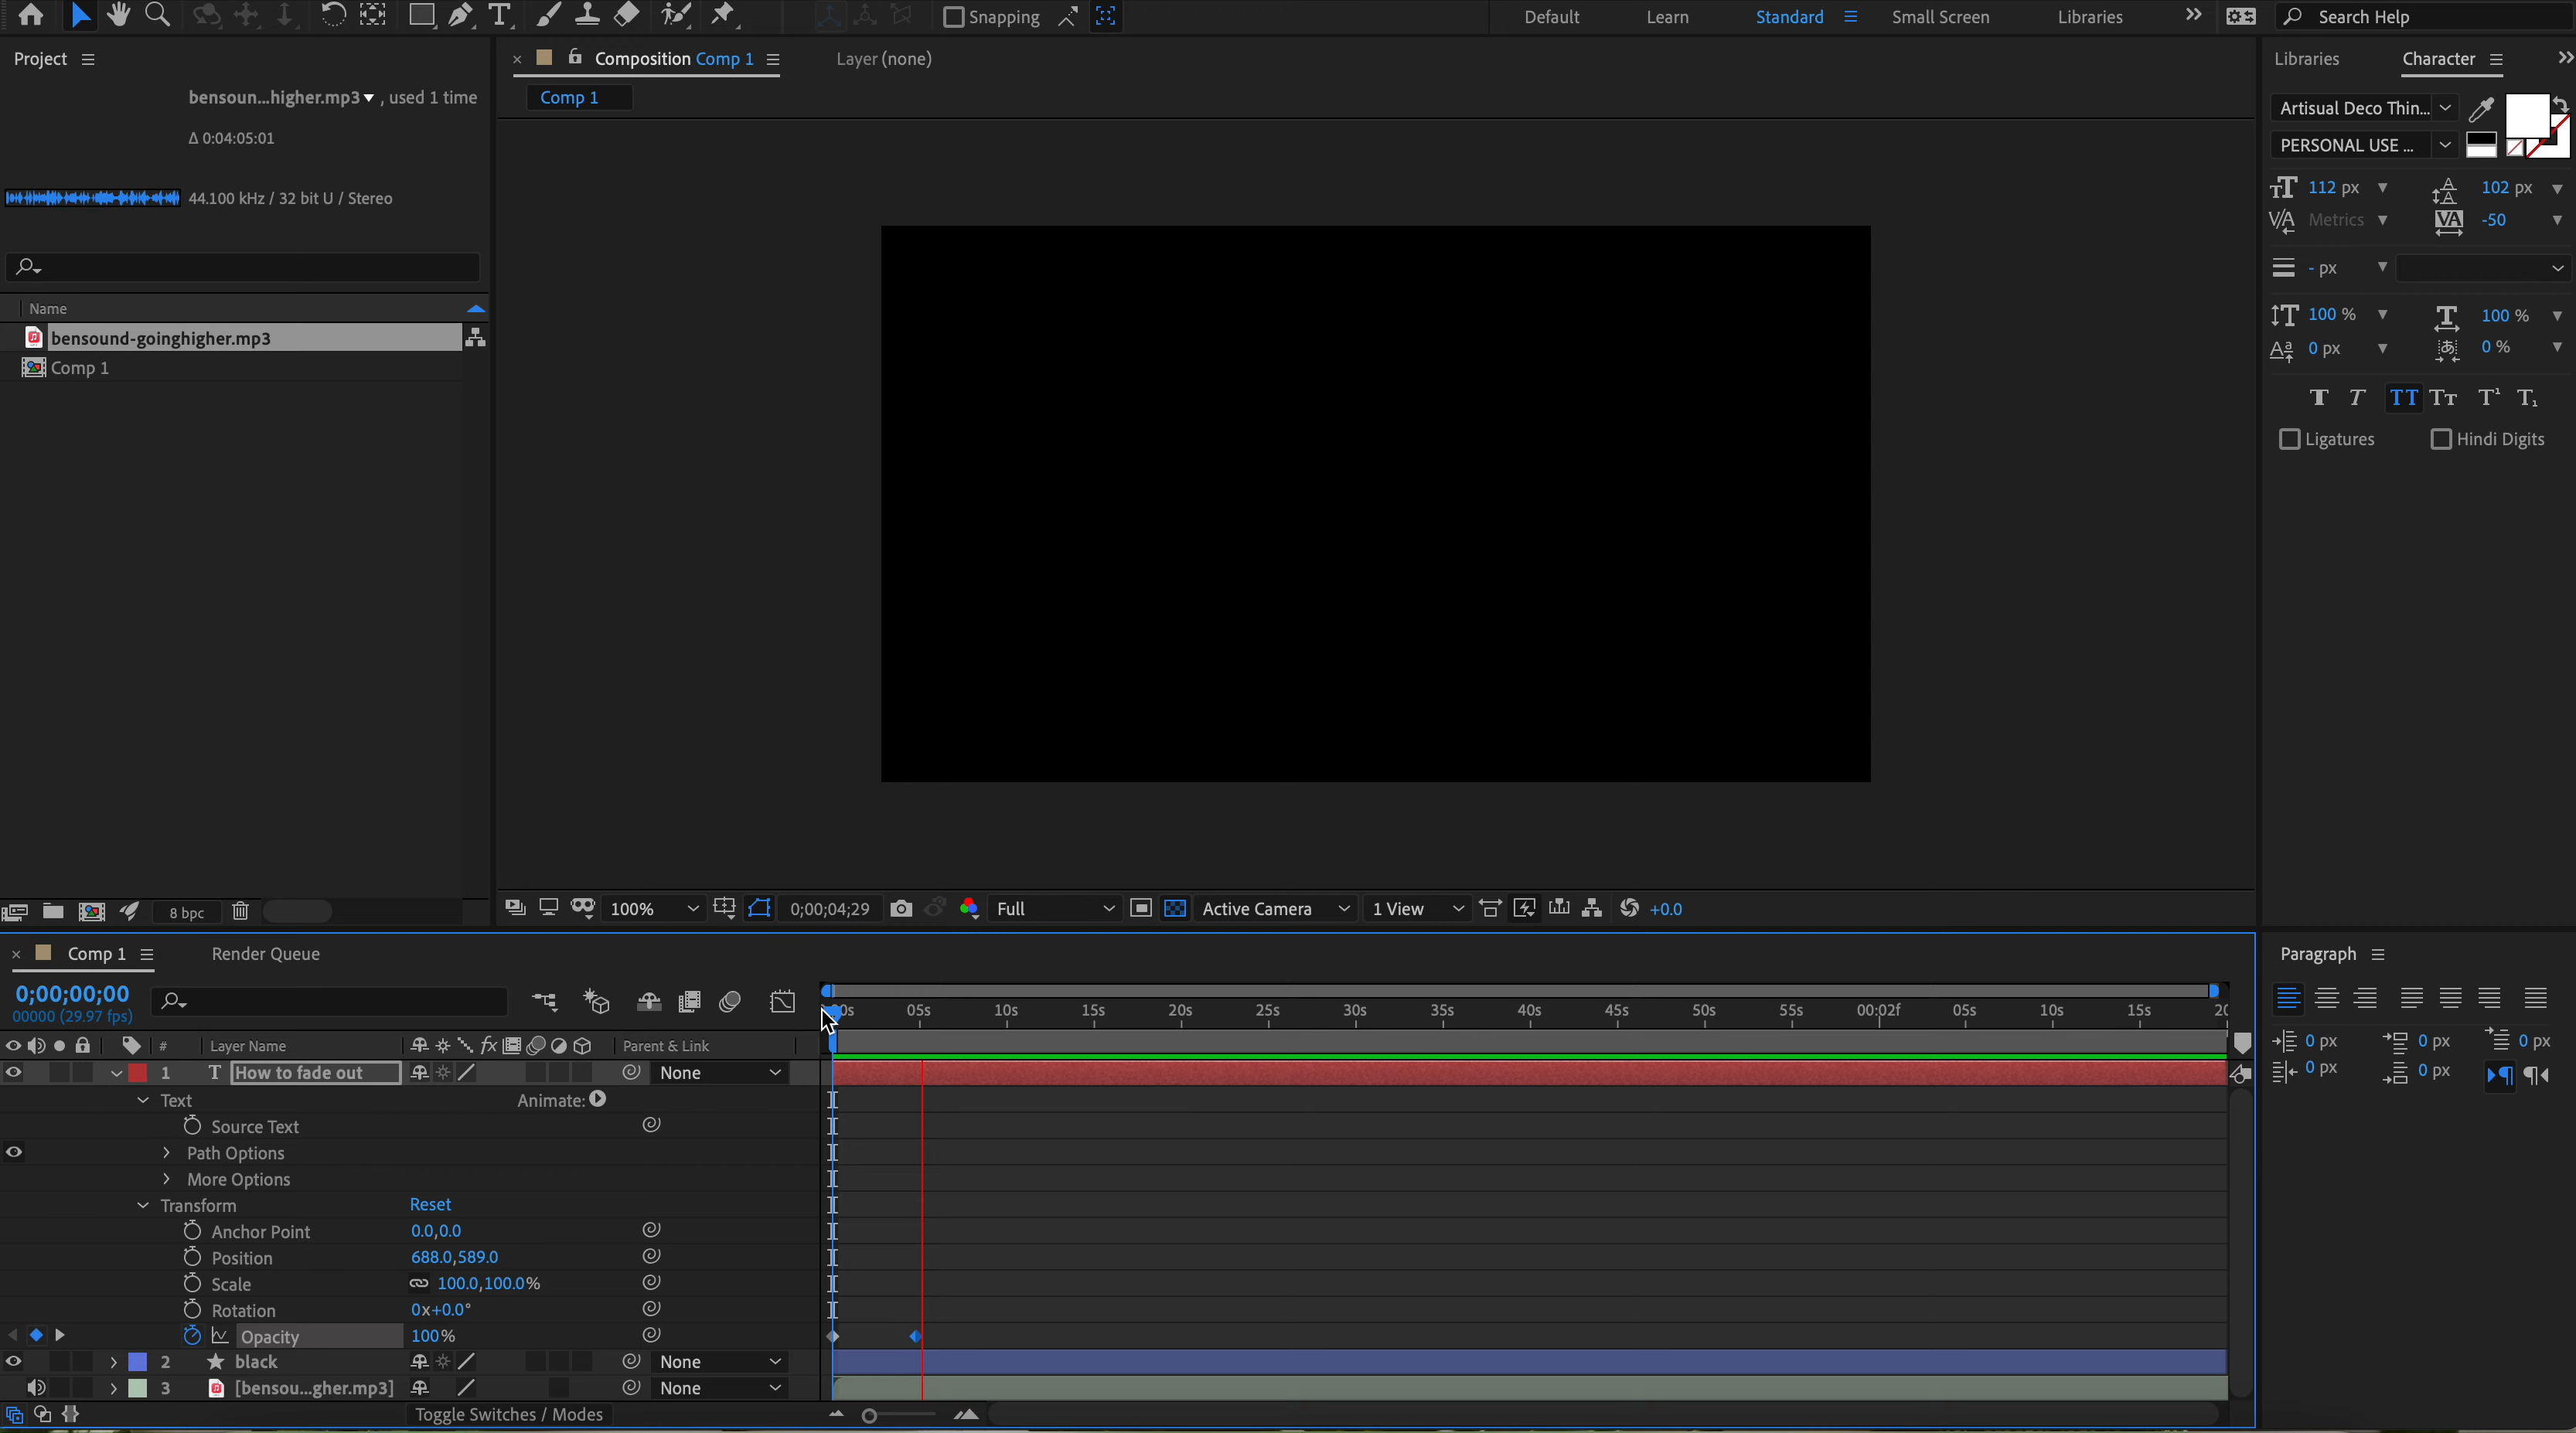 Snapping
Default
Learn
Standard
Small Screen
Libraries
Search Help
Project
bensoun...higher.mp3 , used 1 time
Δ 0:04:05:01
44.100 kHz / 32 bit U / Stereo
Name
bensound-goinghigher.mp3
Comp 1
8 bpc
Composition Comp 1
Layer (none)
Comp 1
100%
0;00;04;29
Full
Active Camera
1 View
+0.0
Libraries
Character
Artisual Deco Thin...
PERSONAL USE ...
112 px
102 px
Metrics
-50
- px
100 %
100 %
0 px
0 %
Ligatures
Hindi Digits
Comp 1
Render Queue
0;00;00;00
00000 (29.97 fps)
0s 05s 10s 15s 20s 25s 30s 35s 40s 45s 50s 55s 00:02f 05s 10s 15s 20
# Layer Name
Parent & Link
1 T How to fade out None
Text Animate:
Source Text
Path Options
More Options
Transform Reset
Anchor Point 0.0,0.0
Position 688.0,589.0
Scale 100.0,100.0%
Rotation 0x+0.0°
Opacity 100%
2 black None
3 [bensou...gher.mp3] None
Toggle Switches / Modes
Paragraph
0 px 0 px 0 px
0 px 0 px